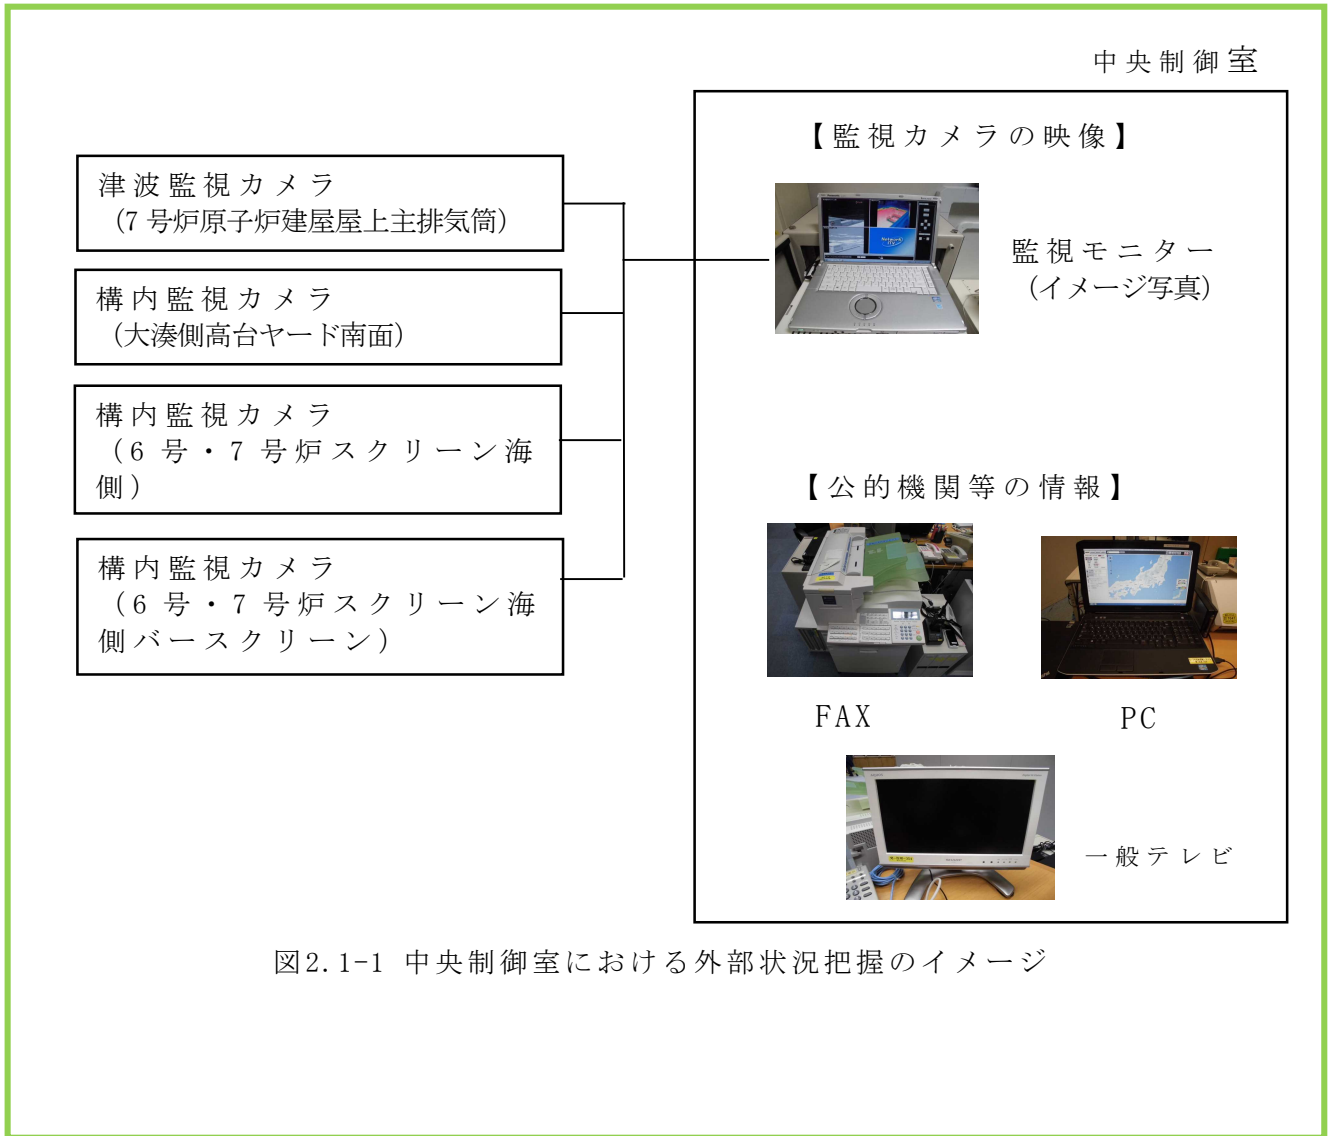 中央制御室
【監視カメラの映像】
津波監視カメラ
（7号炉原子炉建屋屋上主排気筒）
監視モニター
（イメージ写真）
構内監視カメラ
（大湊側高台ヤード南面）
構内監視カメラ
（6号・7号炉スクリーン海
側）
【公的機関等の情報】
構内監視カメラ
（6号・7号炉スクリーン海
側バースクリーン）
FAX
PC
一般テレビ
図2.1-1 中央制御室における外部状況把握のイメージ